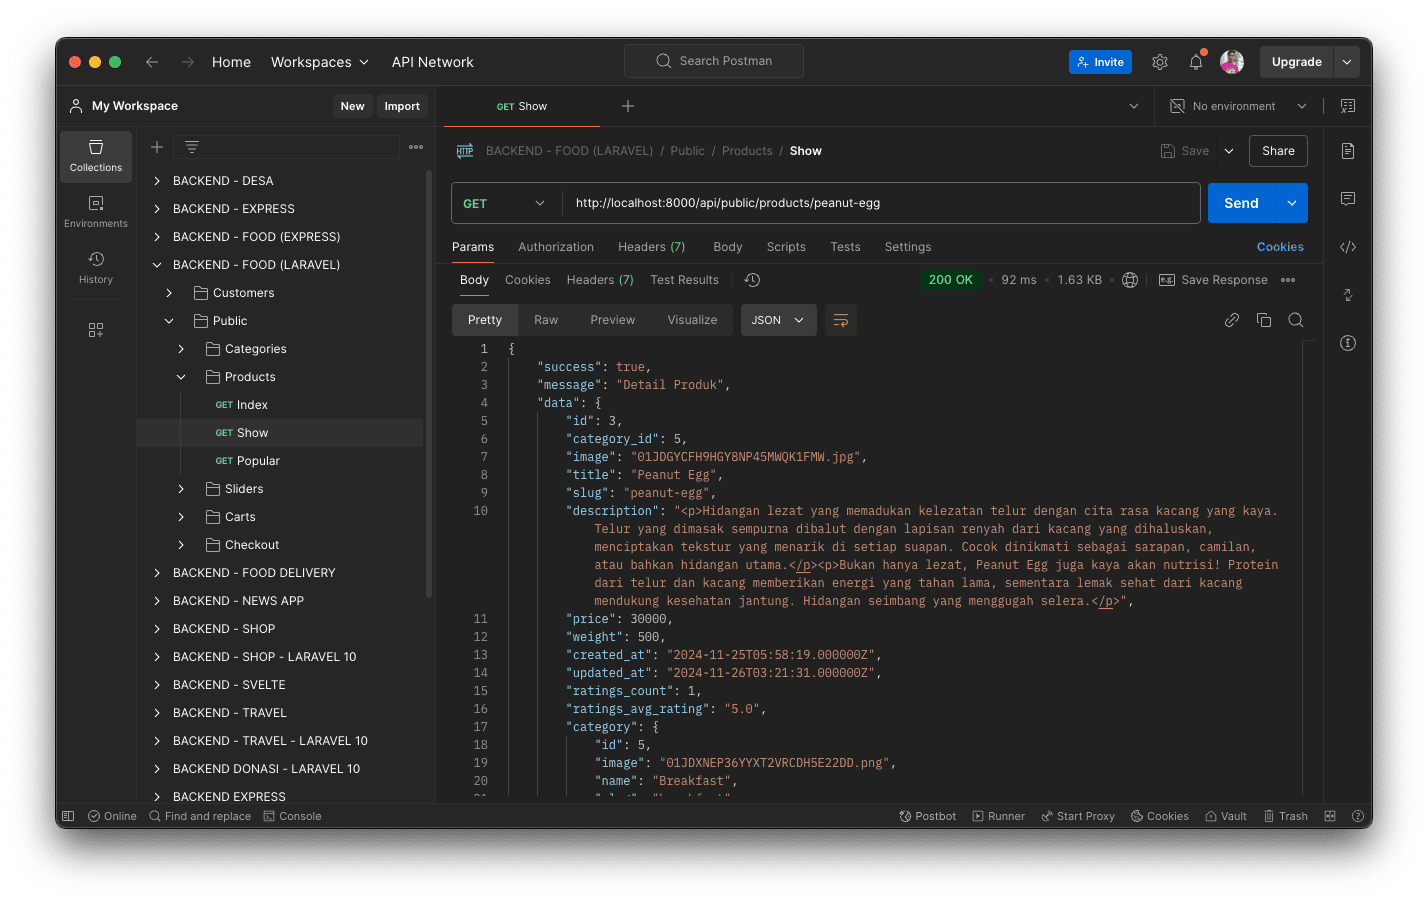 Home Workspaces API Network Search Postman Invite Upgrade
My Workspace New Import GET Show No environment
Collections
Environments
History
BACKEND - DESA
BACKEND - EXPRESS
BACKEND - FOOD (EXPRESS)
BACKEND - FOOD (LARAVEL)
Customers
Public
Categories
Products
GET Index
GET Show
GET Popular
Sliders
Carts
Checkout
BACKEND - FOOD DELIVERY
BACKEND - NEWS APP
BACKEND - SHOP
BACKEND - SHOP - LARAVEL 10
BACKEND - SVELTE
BACKEND - TRAVEL
BACKEND - TRAVEL - LARAVEL 10
BACKEND DONASI - LARAVEL 10
BACKEND EXPRESS
HTTP BACKEND - FOOD (LARAVEL) / Public / Products / Show Save Share
GET http://localhost:8000/api/public/products/peanut-egg Send
Params Authorization Headers (7) Body Scripts Tests Settings Cookies
Body Cookies Headers (7) Test Results 200 OK 92 ms 1.63 KB e.g. Save Response
Pretty Raw Preview Visualize JSON
1 {
2 "success": true,
3 "message": "Detail Produk",
4 "data": {
5 "id": 3,
6 "category_id": 5,
7 "image": "01JDGYCFH9HGY8NP45MWQK1FMW.jpg",
8 "title": "Peanut Egg",
9 "slug": "peanut-egg",
10 "description": "<p>Hidangan lezat yang memadukan kelezatan telur dengan cita rasa kacang yang kaya.
Telur yang dimasak sempurna dibalut dengan lapisan renyah dari kacang yang dihaluskan,
menciptakan tekstur yang menarik di setiap suapan. Cocok dinikmati sebagai sarapan, camilan,
atau bahkan hidangan utama.</p><p>Bukan hanya lezat, Peanut Egg juga kaya akan nutrisi! Protein
dari telur dan kacang memberikan energi yang tahan lama, sementara lemak sehat dari kacang
mendukung kesehatan jantung. Hidangan seimbang yang menggugah selera.</p>",
11 "price": 30000,
12 "weight": 500,
13 "created_at": "2024-11-25T05:58:19.000000Z",
14 "updated_at": "2024-11-26T03:21:31.000000Z",
15 "ratings_count": 1,
16 "ratings_avg_rating": "5.0",
17 "category": {
18 "id": 5,
19 "image": "01JDXNEP36YYXT2VRCDH5E22DD.png",
20 "name": "Breakfast",
Online Find and replace Console Postbot Runner Start Proxy Cookies Vault Trash